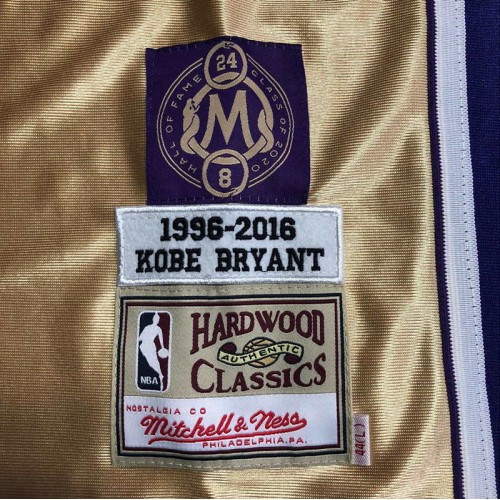 24
HALL OF FAME CLASS OF 2020
M
8
1996-2016
KOBE BRYANT
NBA
HARDWOOD
AUTHENTIC
CLASSICS
NOSTALGIA CO
Mitchell & Ness
PHILADELPHIA, PA.
44(L)